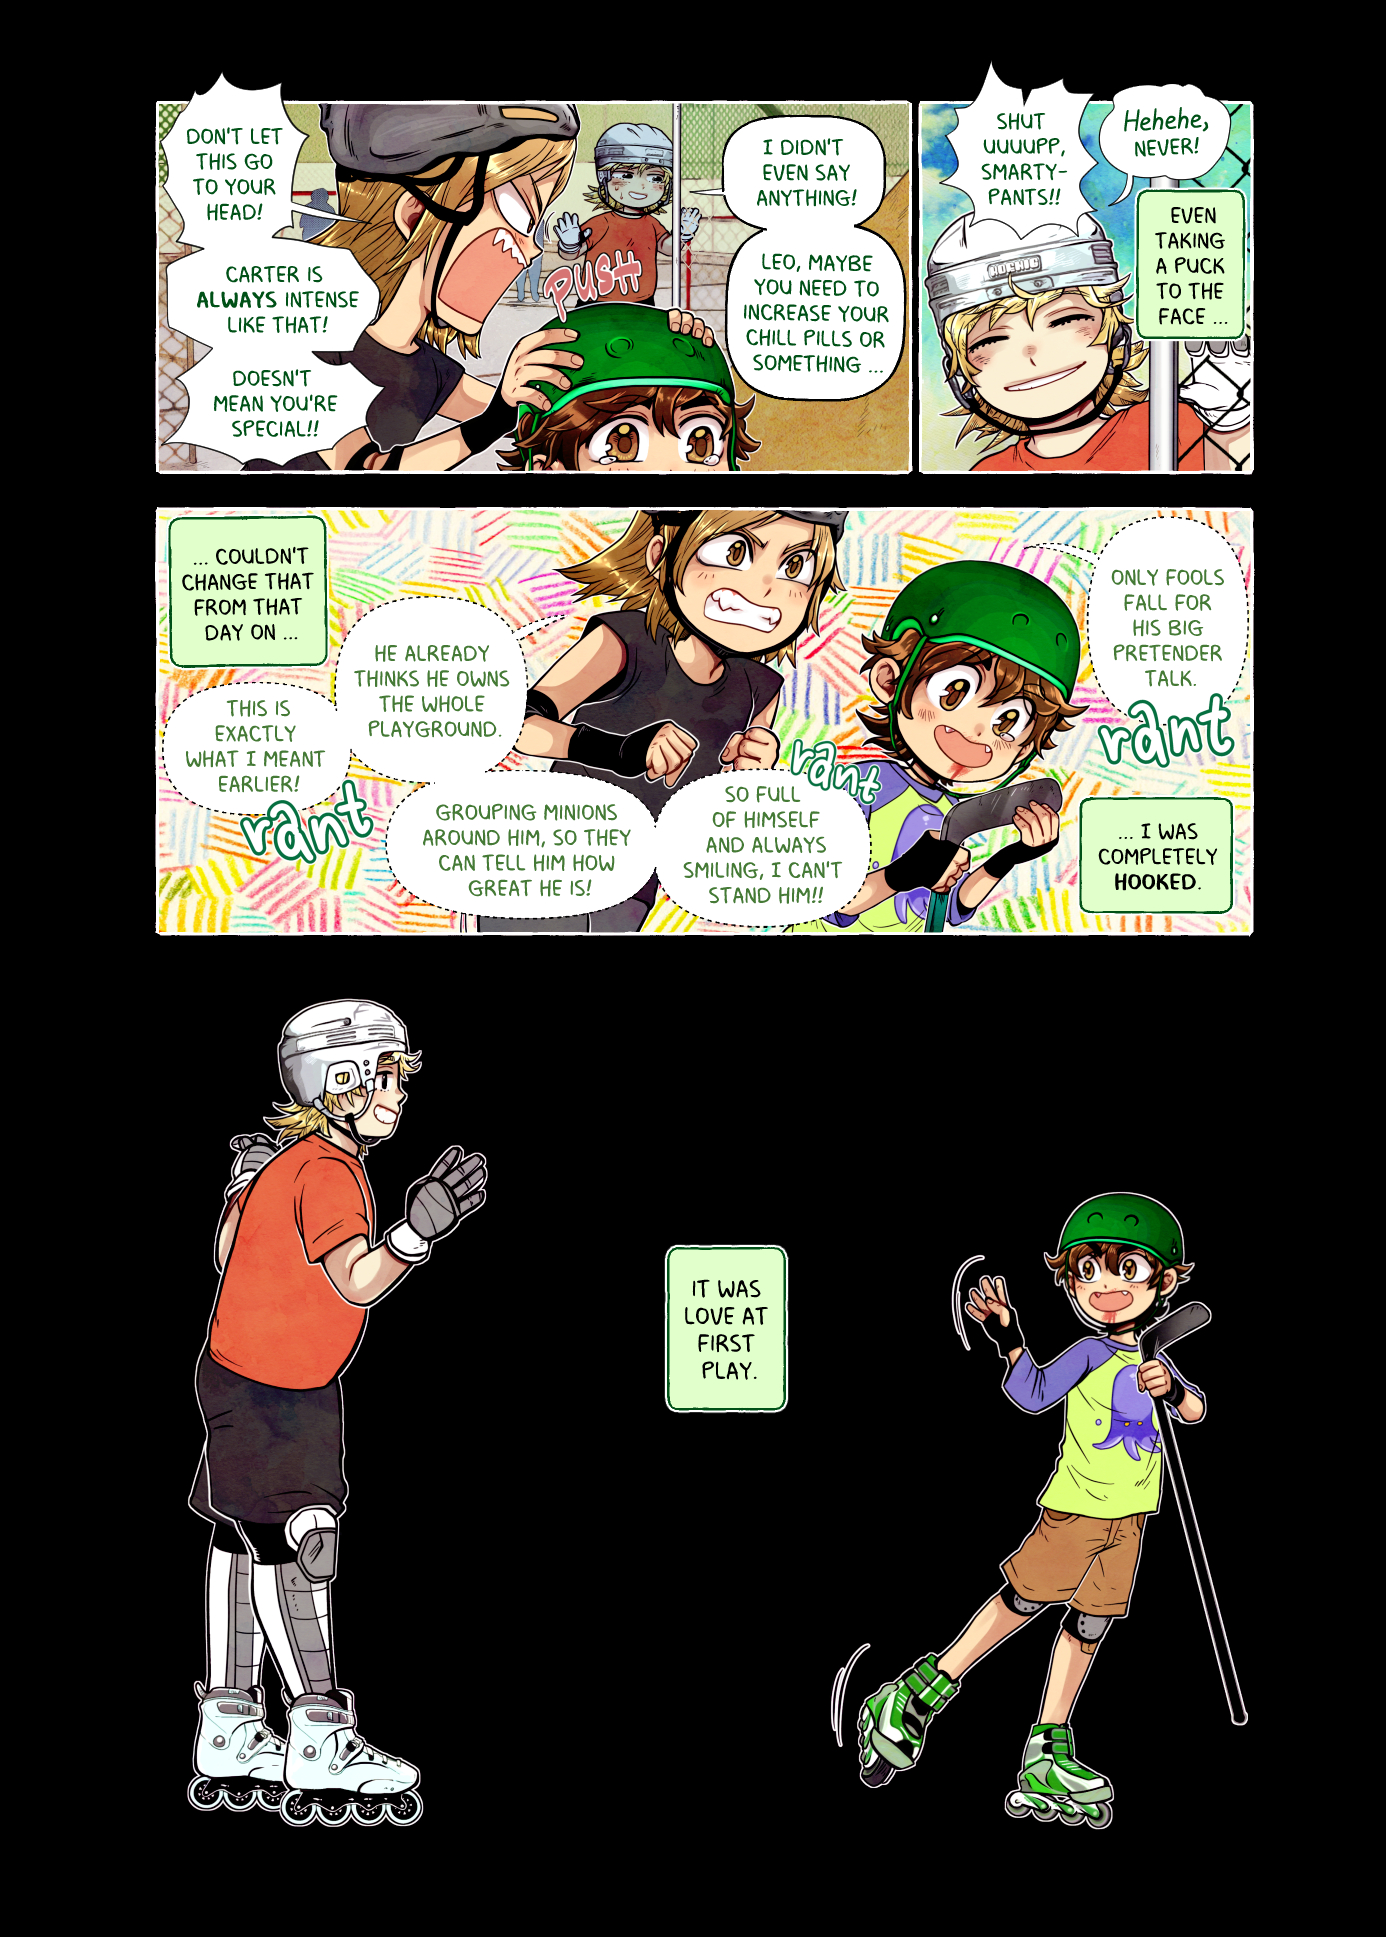 DON'T LET
THIS GO
TO YOUR
HEAD!
CARTER IS
ALWAYS INTENSE
LIKE THAT!
DOESN'T
MEAN YOU'RE
SPECIAL!!
PUSH
I DIDN'T
EVEN SAY
ANYTHING!
LEO, MAYBE
YOU NEED TO
INCREASE YOUR
CHILL PILLS OR
SOMETHING ...
SHUT
UUUUPP,
SMARTY-
PANTS!!
Hehehe,
NEVER!
EVEN
TAKING
A PUCK
TO THE
FACE ...
... COULDN'T
CHANGE THAT
FROM THAT
DAY ON ...
THIS IS
EXACTLY
WHAT I MEANT
EARLIER!
rant
HE ALREADY
THINKS HE OWNS
THE WHOLE
PLAYGROUND.
GROUPING MINIONS
AROUND HIM, SO THEY
CAN TELL HIM HOW
GREAT HE IS!
SO FULL
OF HIMSELF
AND ALWAYS
SMILING, I CAN'T
STAND HIM!!
rant
ONLY FOOLS
FALL FOR
HIS BIG
PRETENDER
TALK.
rant
... I WAS
COMPLETELY
HOOKED.
IT WAS
LOVE AT
FIRST
PLAY.